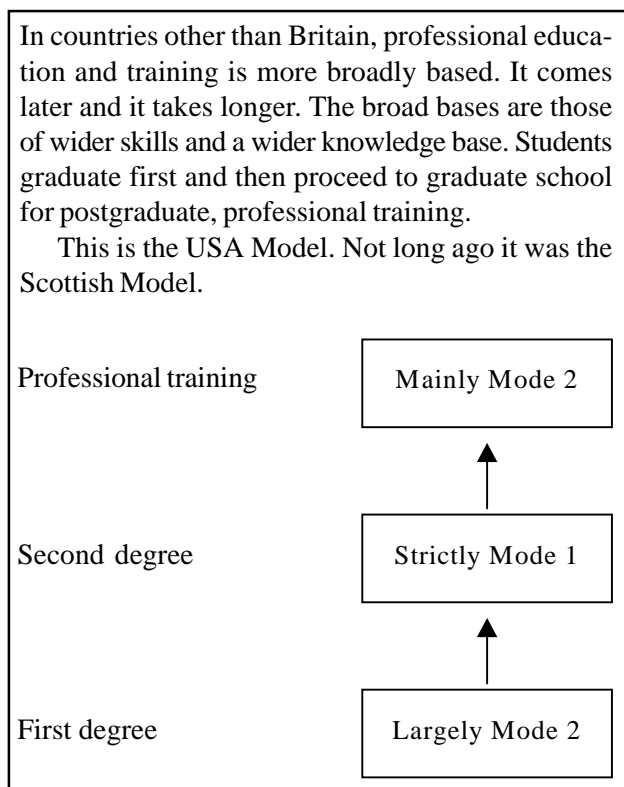 In countries other than Britain, professional educa-
tion and training is more broadly based. It comes
later and it takes longer. The broad bases are those
of wider skills and a wider knowledge base. Students
graduate first and then proceed to graduate school
for postgraduate, professional training.
This is the USA Model. Not long ago it was the
Scottish Model.
Professional training
Mainly Mode 2
Second degree
Strictly Mode 1
First degree
Largely Mode 2